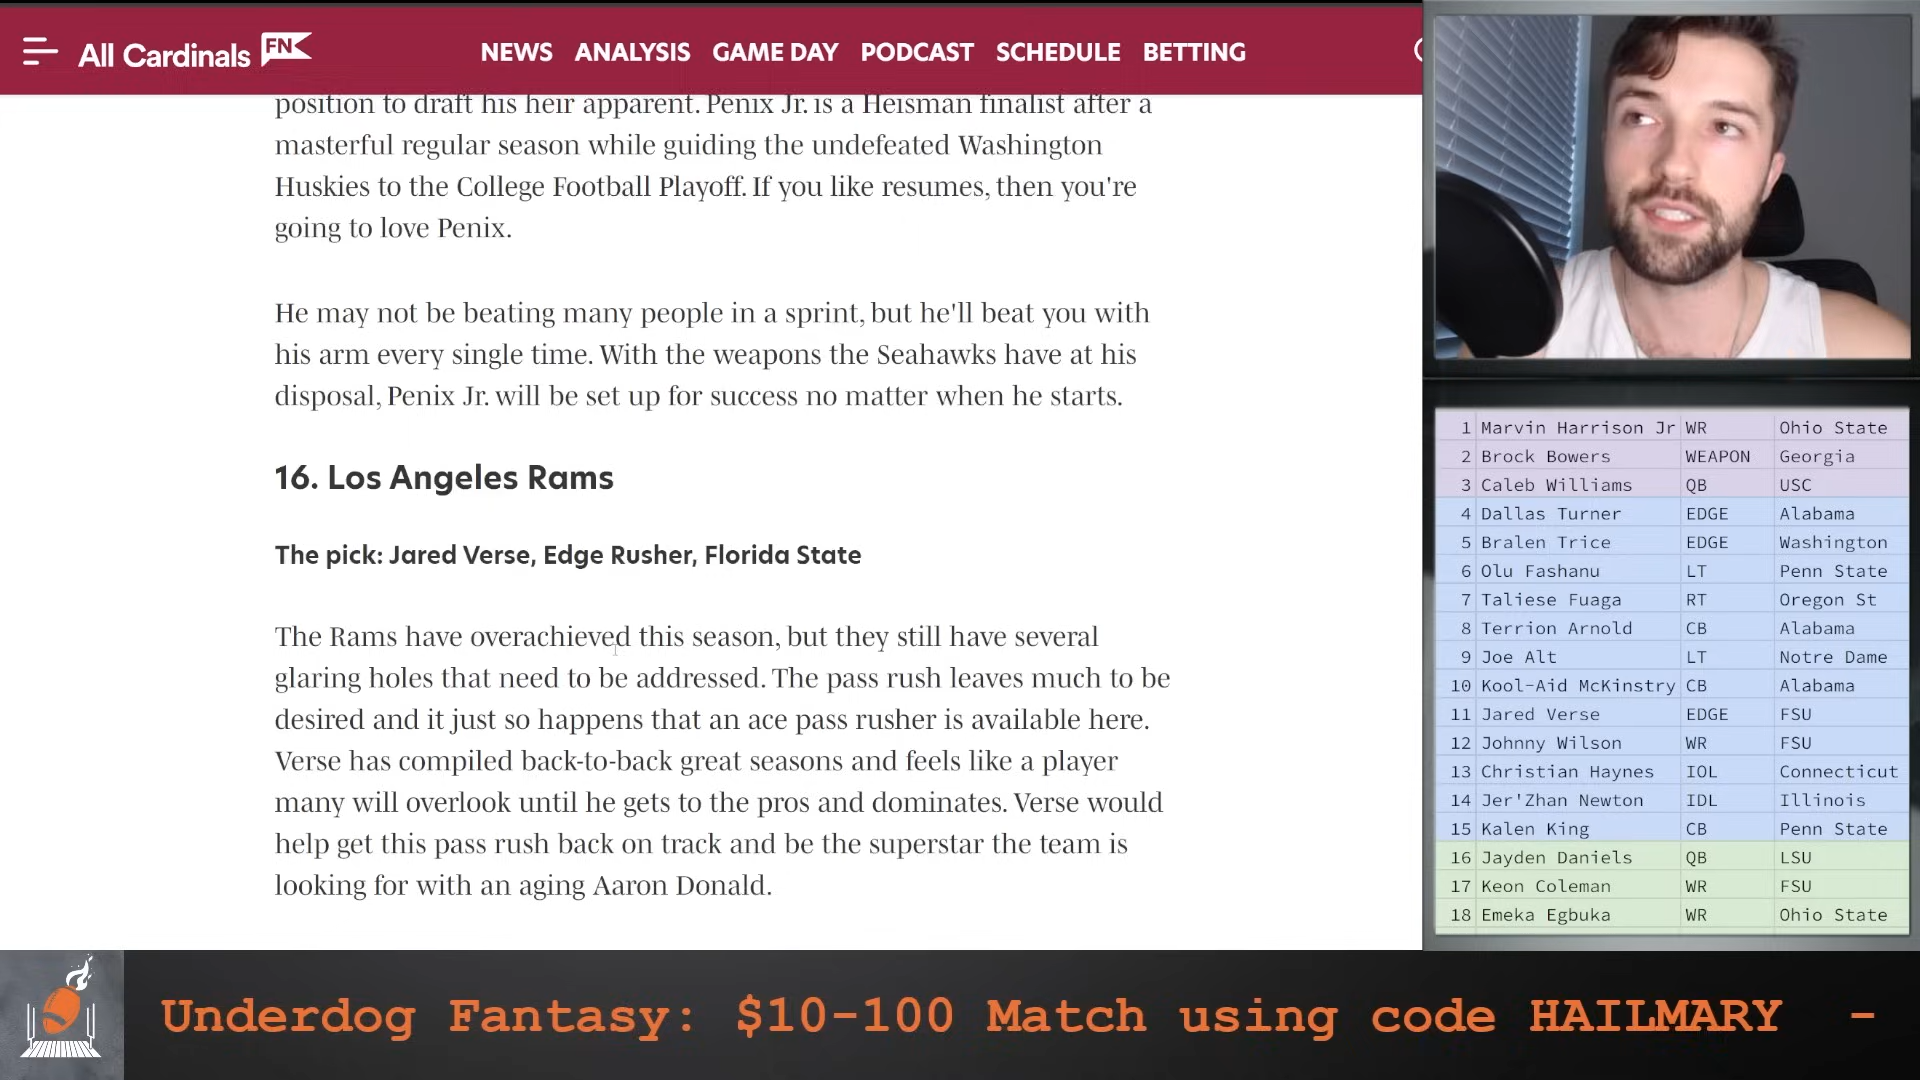 All Cardinals FN
NEWS ANALYSIS GAME DAY PODCAST SCHEDULE BETTING
position to draft his heir apparent. Penix Jr. is a Heisman finalist after a
masterful regular season while guiding the undefeated Washington
Huskies to the College Football Playoff. If you like resumes, then you're
going to love Penix.
He may not be beating many people in a sprint, but he'll beat you with
his arm every single time. With the weapons the Seahawks have at his
disposal, Penix Jr. will be set up for success no matter when he starts.
16. Los Angeles Rams
The pick: Jared Verse, Edge Rusher, Florida State
The Rams have overachieved this season, but they still have several
glaring holes that need to be addressed. The pass rush leaves much to be
desired and it just so happens that an ace pass rusher is available here.
Verse has compiled back-to-back great seasons and feels like a player
many will overlook until he gets to the pros and dominates. Verse would
help get this pass rush back on track and be the superstar the team is
looking for with an aging Aaron Donald.
1 Marvin Harrison Jr WR Ohio State
2 Brock Bowers WEAPON Georgia
3 Caleb Williams QB USC
4 Dallas Turner EDGE Alabama
5 Bralen Trice EDGE Washington
6 Olu Fashanu LT Penn State
7 Taliese Fuaga RT Oregon St
8 Terrion Arnold CB Alabama
9 Joe Alt LT Notre Dame
10 Kool-Aid McKinstry CB Alabama
11 Jared Verse EDGE FSU
12 Johnny Wilson WR FSU
13 Christian Haynes IOL Connecticut
14 Jer'Zhan Newton IDL Illinois
15 Kalen King CB Penn State
16 Jayden Daniels QB LSU
17 Keon Coleman WR FSU
18 Emeka Egbuka WR Ohio State
Underdog Fantasy: $10-100 Match using code HAILMARY -